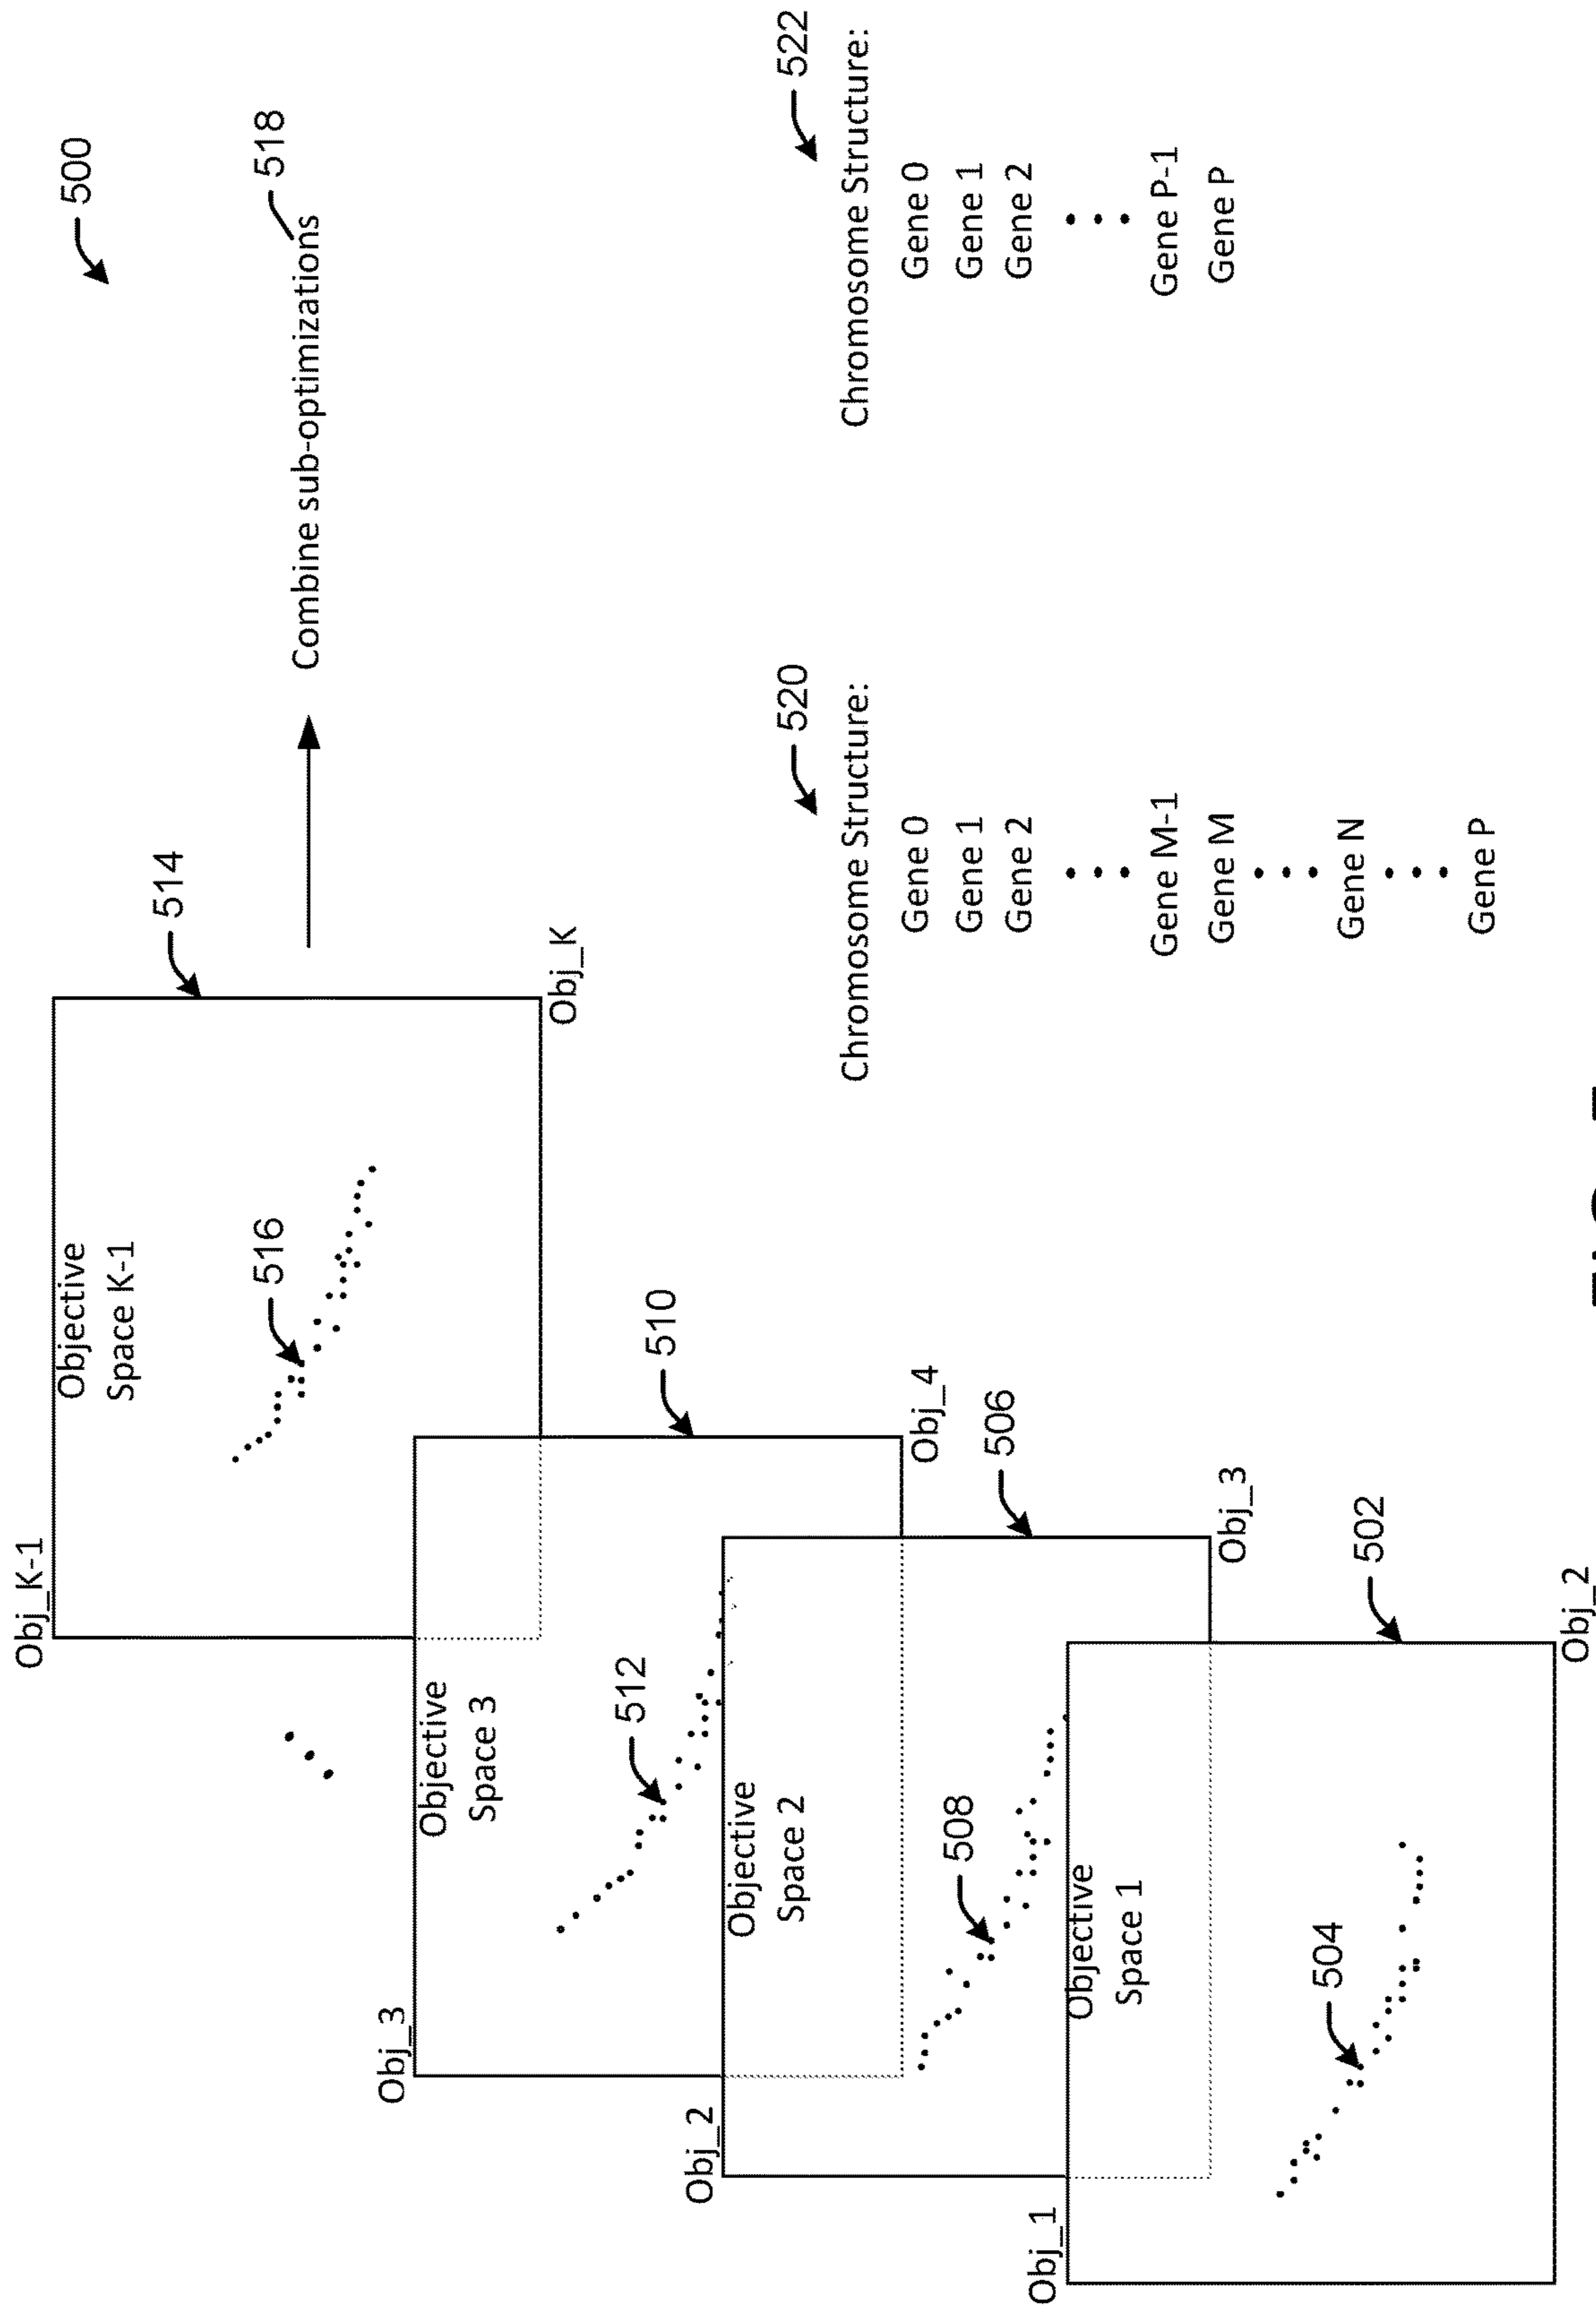 Obj_K-1
Objective
Space K-1
500
514
516
518
Combine sub-optimizations
Obj_3
Objective
Space 3
Obj_K
512
510
Obj_2
Objective
Space 2
520
522
Chromosome Structure:
Gene 0
Gene 1
Gene 2
Gene M-1
Gene M
Gene N
Gene P
Chromosome Structure:
Gene 0
Gene 1
Gene 2
Gene P-1
Gene P
Obj_4
508
506
Obj_1
Objective
Space 1
Obj_3
504
502
Obj_2